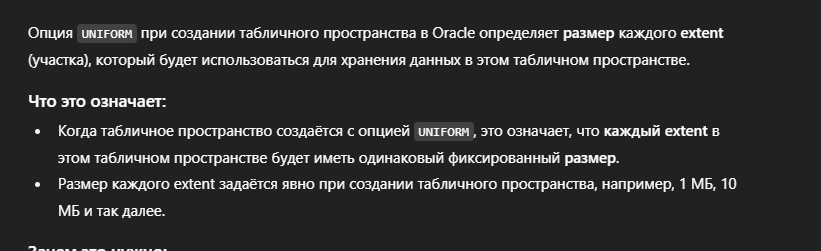 Опция UNIFORM при создании табличного пространства в Oracle определяет размер каждого extent
(участка), который будет использоваться для хранения данных в этом табличном пространстве.
Что это означает:
• Когда табличное пространство создаётся с опцией UNIFORM, это означает, что каждый extent в
этом табличном пространстве будет иметь одинаковый фиксированный размер.
• Размер каждого extent задаётся явно при создании табличного пространства, например, 1 МБ, 10
МБ и так далее.
Зачем это нужно: